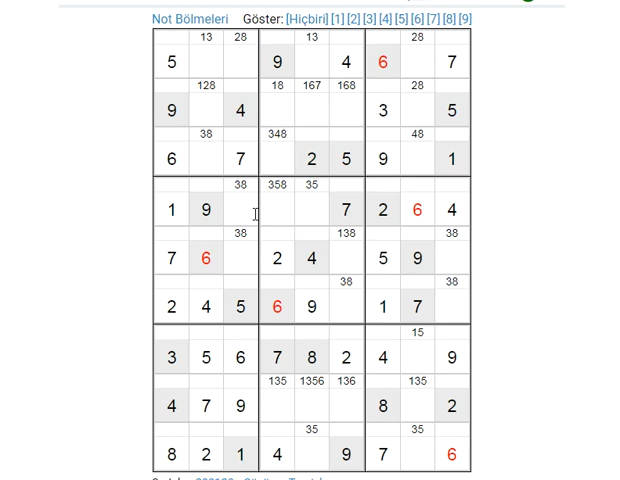 Not Bölmeleri Göster: [Hiçbiri] [1] [2] [3] [4] [5] [6] [7] [8] [9]
13 28 13 28
5 9 4 6 7
128 18 167 168 28
9 4 3 5
38 348 48
6 7 2 5 9 1
38 358 35
1 9 7 2 6 4
38 138 38
7 6 2 4 5 9
38 38
2 4 5 6 9 1 7
15
3 5 6 7 8 2 4 9
135 1356 136 135
4 7 9 8 2
35 35
8 2 1 4 9 7 6